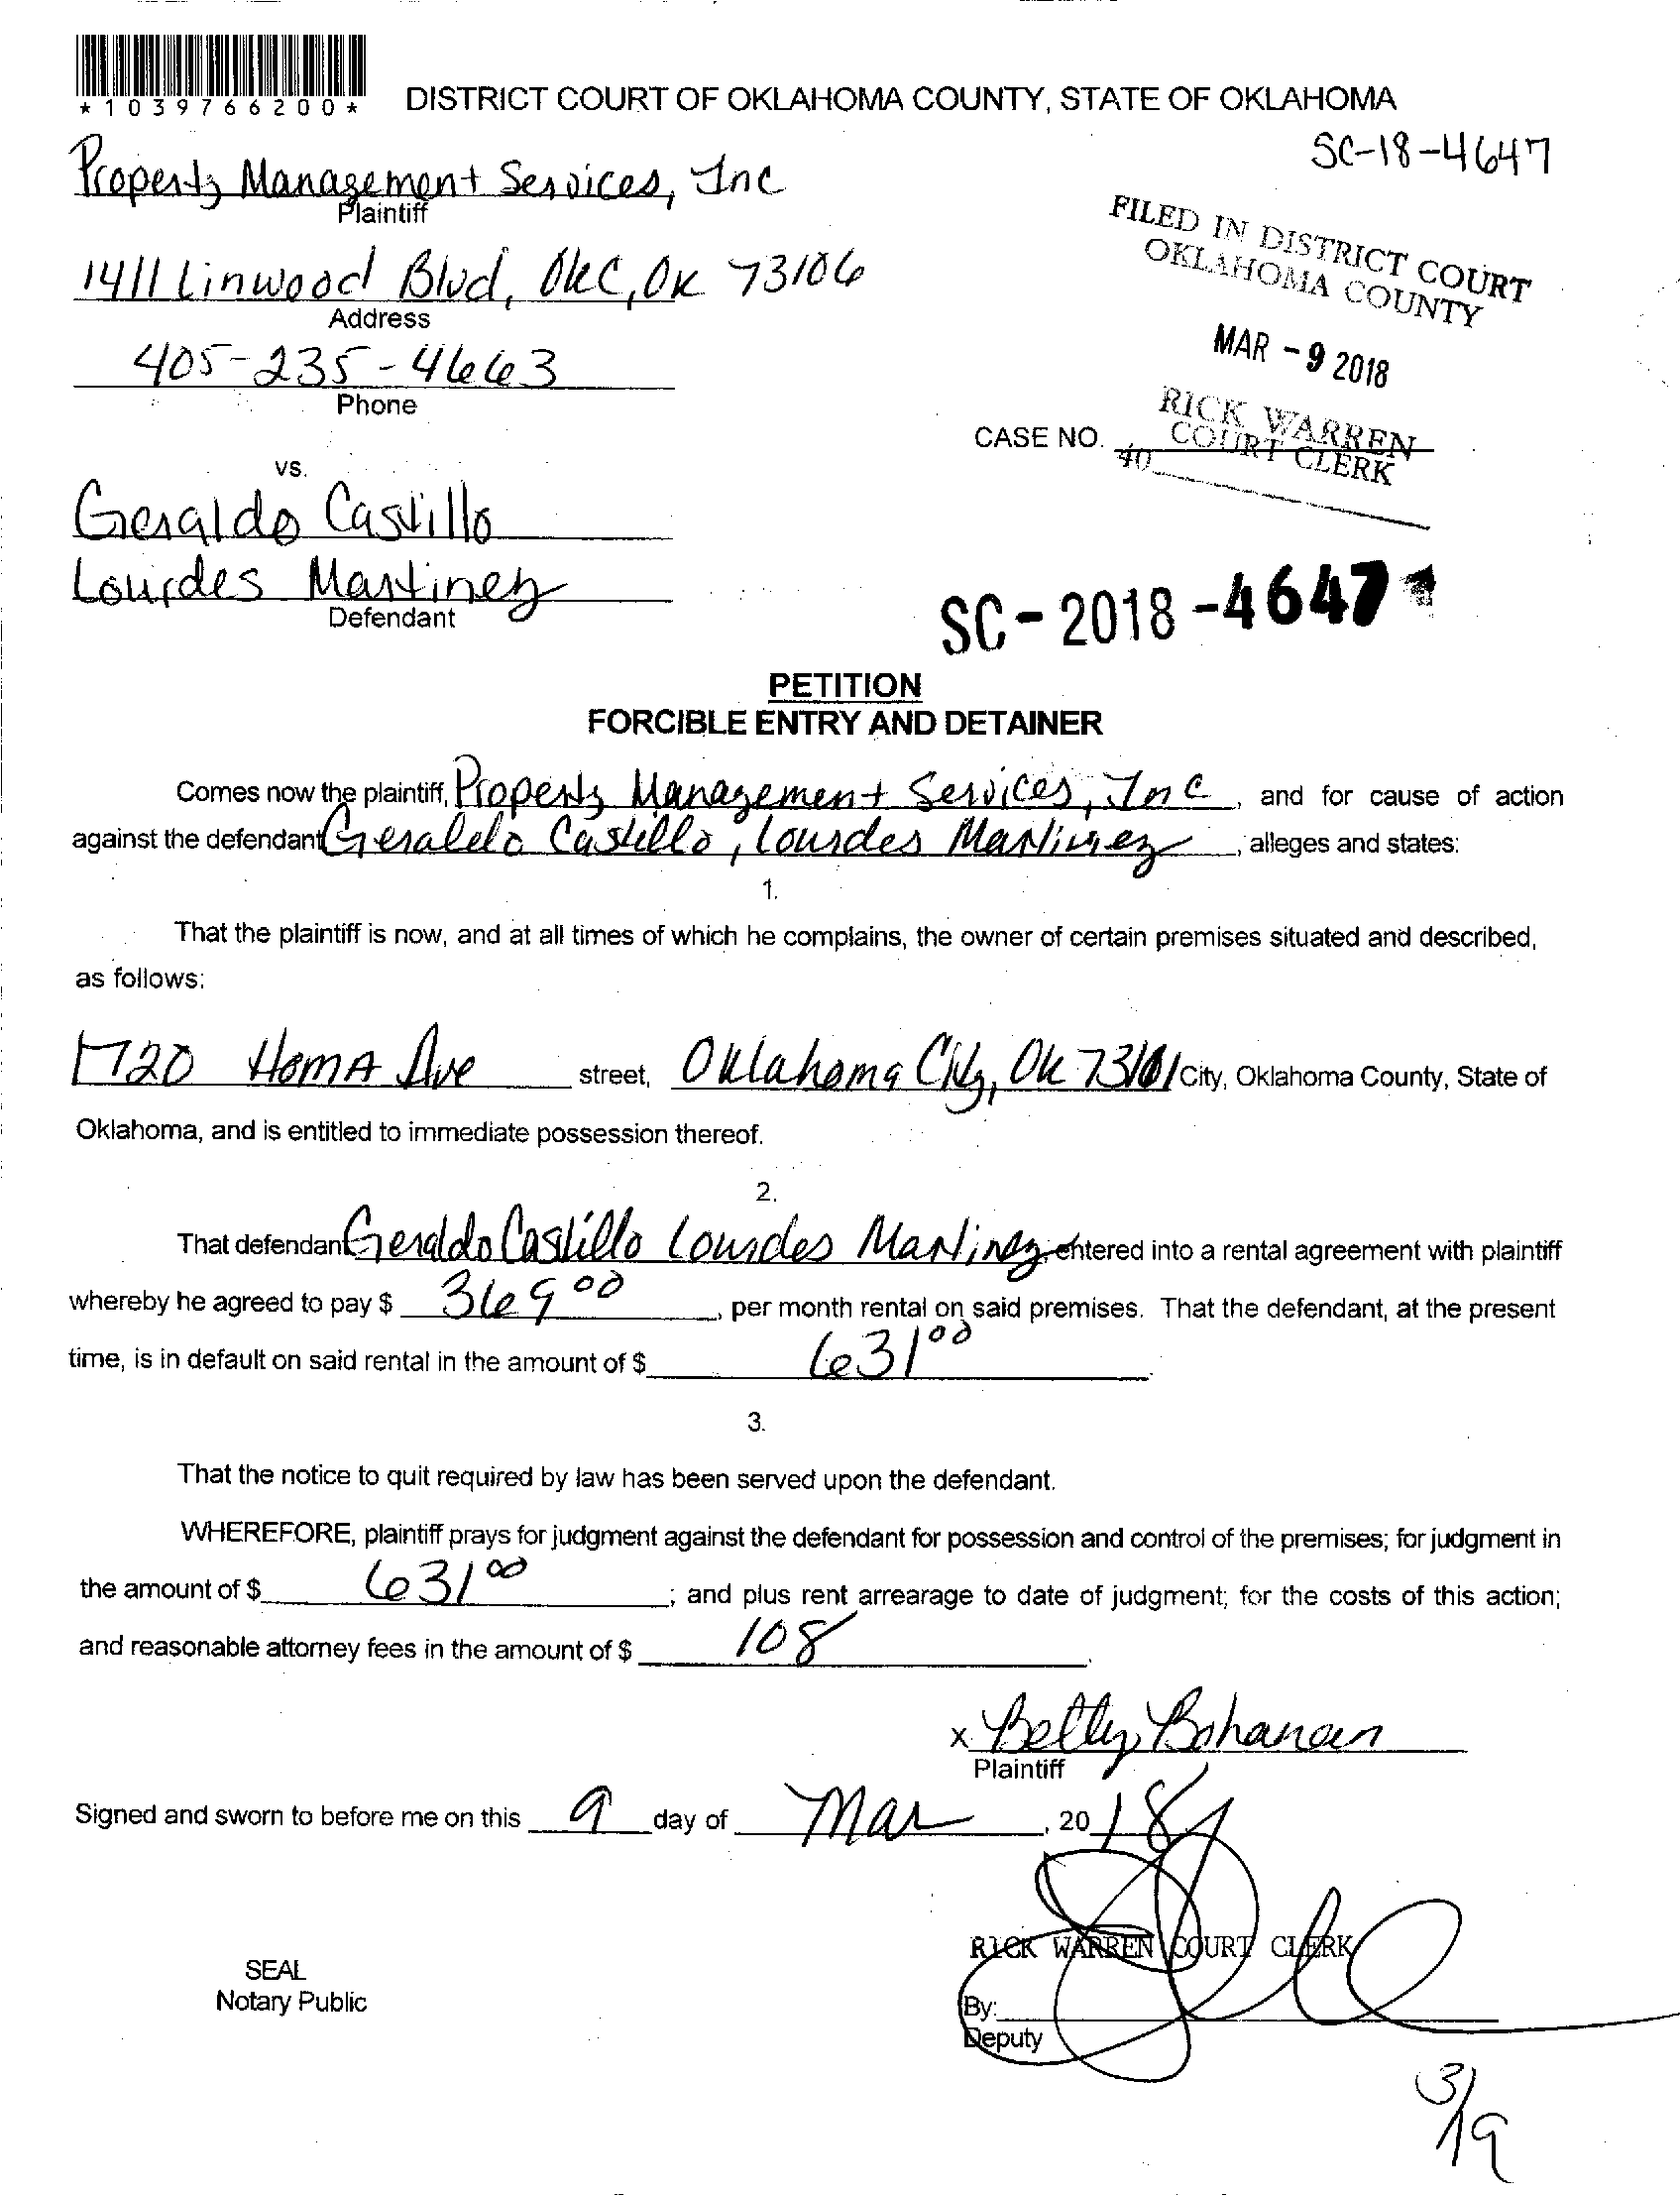 *1039766200*
DISTRICT COURT OF OKLAHOMA COUNTY, STATE OF OKLAHOMA
SC-18-4647
Property Management Services, Inc
Plaintiff
FILED IN DISTRICT COURT
OKLAHOMA COUNTY
1411 Linwood Blvd, OKC, OK 73106
Address
MAR - 9 2018
405-235-4663
Phone
RICK WARREN
COURT CLERK
CASE NO.
40
vs.
Geraldo Castillo
Lourdes Martinez
Defendant
SC - 2018 - 4647
PETITION
FORCIBLE ENTRY AND DETAINER
Comes now the plaintiff, Property Management Services, Inc, and for cause of action
against the defendant Geraldo Castillo, Lourdes Martinez, alleges and states:
1.
That the plaintiff is now, and at all times of which he complains, the owner of certain premises situated and described,
as follows:
1720 Home Ave street, Oklahoma City, Ok City, Oklahoma County, State of
Oklahoma, and is entitled to immediate possession thereof.
2.
That defendant Geraldo Castillo Lourdes Martinez, entered into a rental agreement with plaintiff
whereby he agreed to pay $ 369 00, per month rental on said premises. That the defendant, at the present
time, is in default on said rental in the amount of $ 631 00.
3.
That the notice to quit required by law has been served upon the defendant.
WHEREFORE, plaintiff prays for judgment against the defendant for possession and control of the premises; for judgment in
the amount of $ 631 00; and plus rent arrearage to date of judgment; for the costs of this action;
and reasonable attorney fees in the amount of $ 108.
x Betty Bohanan
Plaintiff
Signed and sworn to before me on this 9 day of Mar, 20 18
RICK WARREN COURT CLERK
SEAL
Notary Public
By:
Deputy
3/19